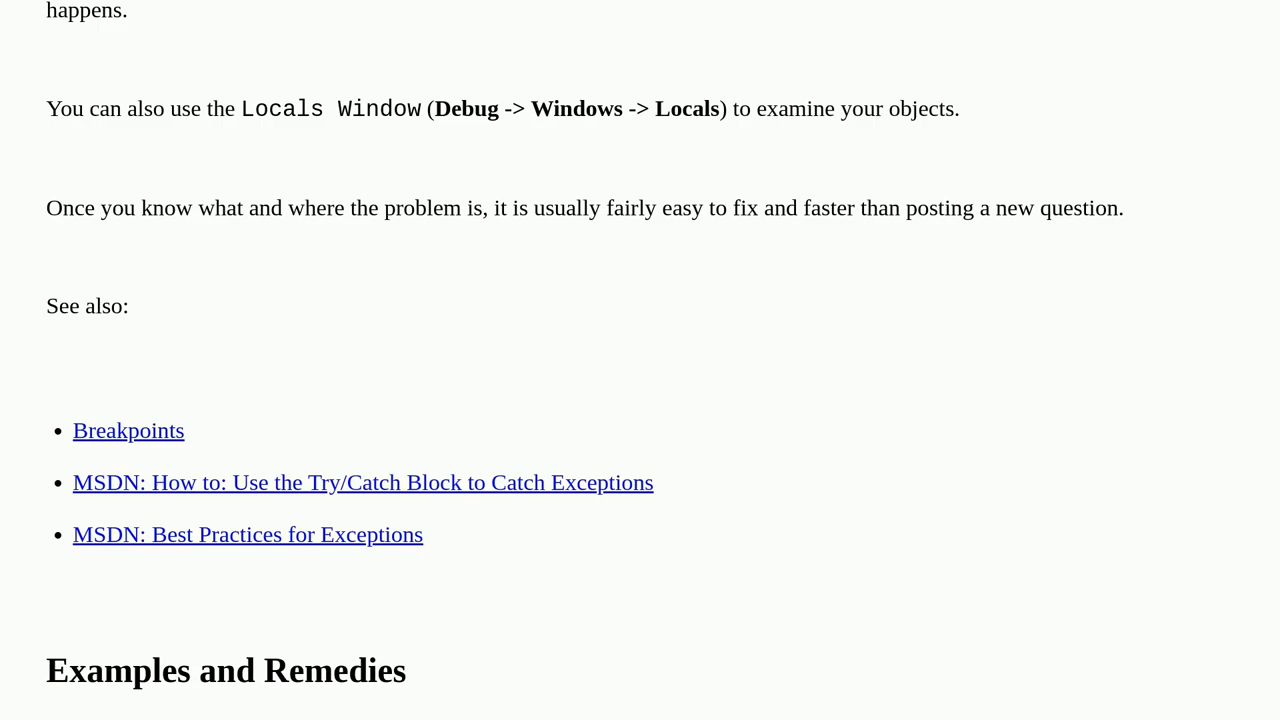 happens.
You can also use the Locals Window (Debug -> Windows -> Locals) to examine your objects.
Once you know what and where the problem is, it is usually fairly easy to fix and faster than posting a new question.
See also:
• Breakpoints
• MSDN: How to: Use the Try/Catch Block to Catch Exceptions
• MSDN: Best Practices for Exceptions
Examples and Remedies